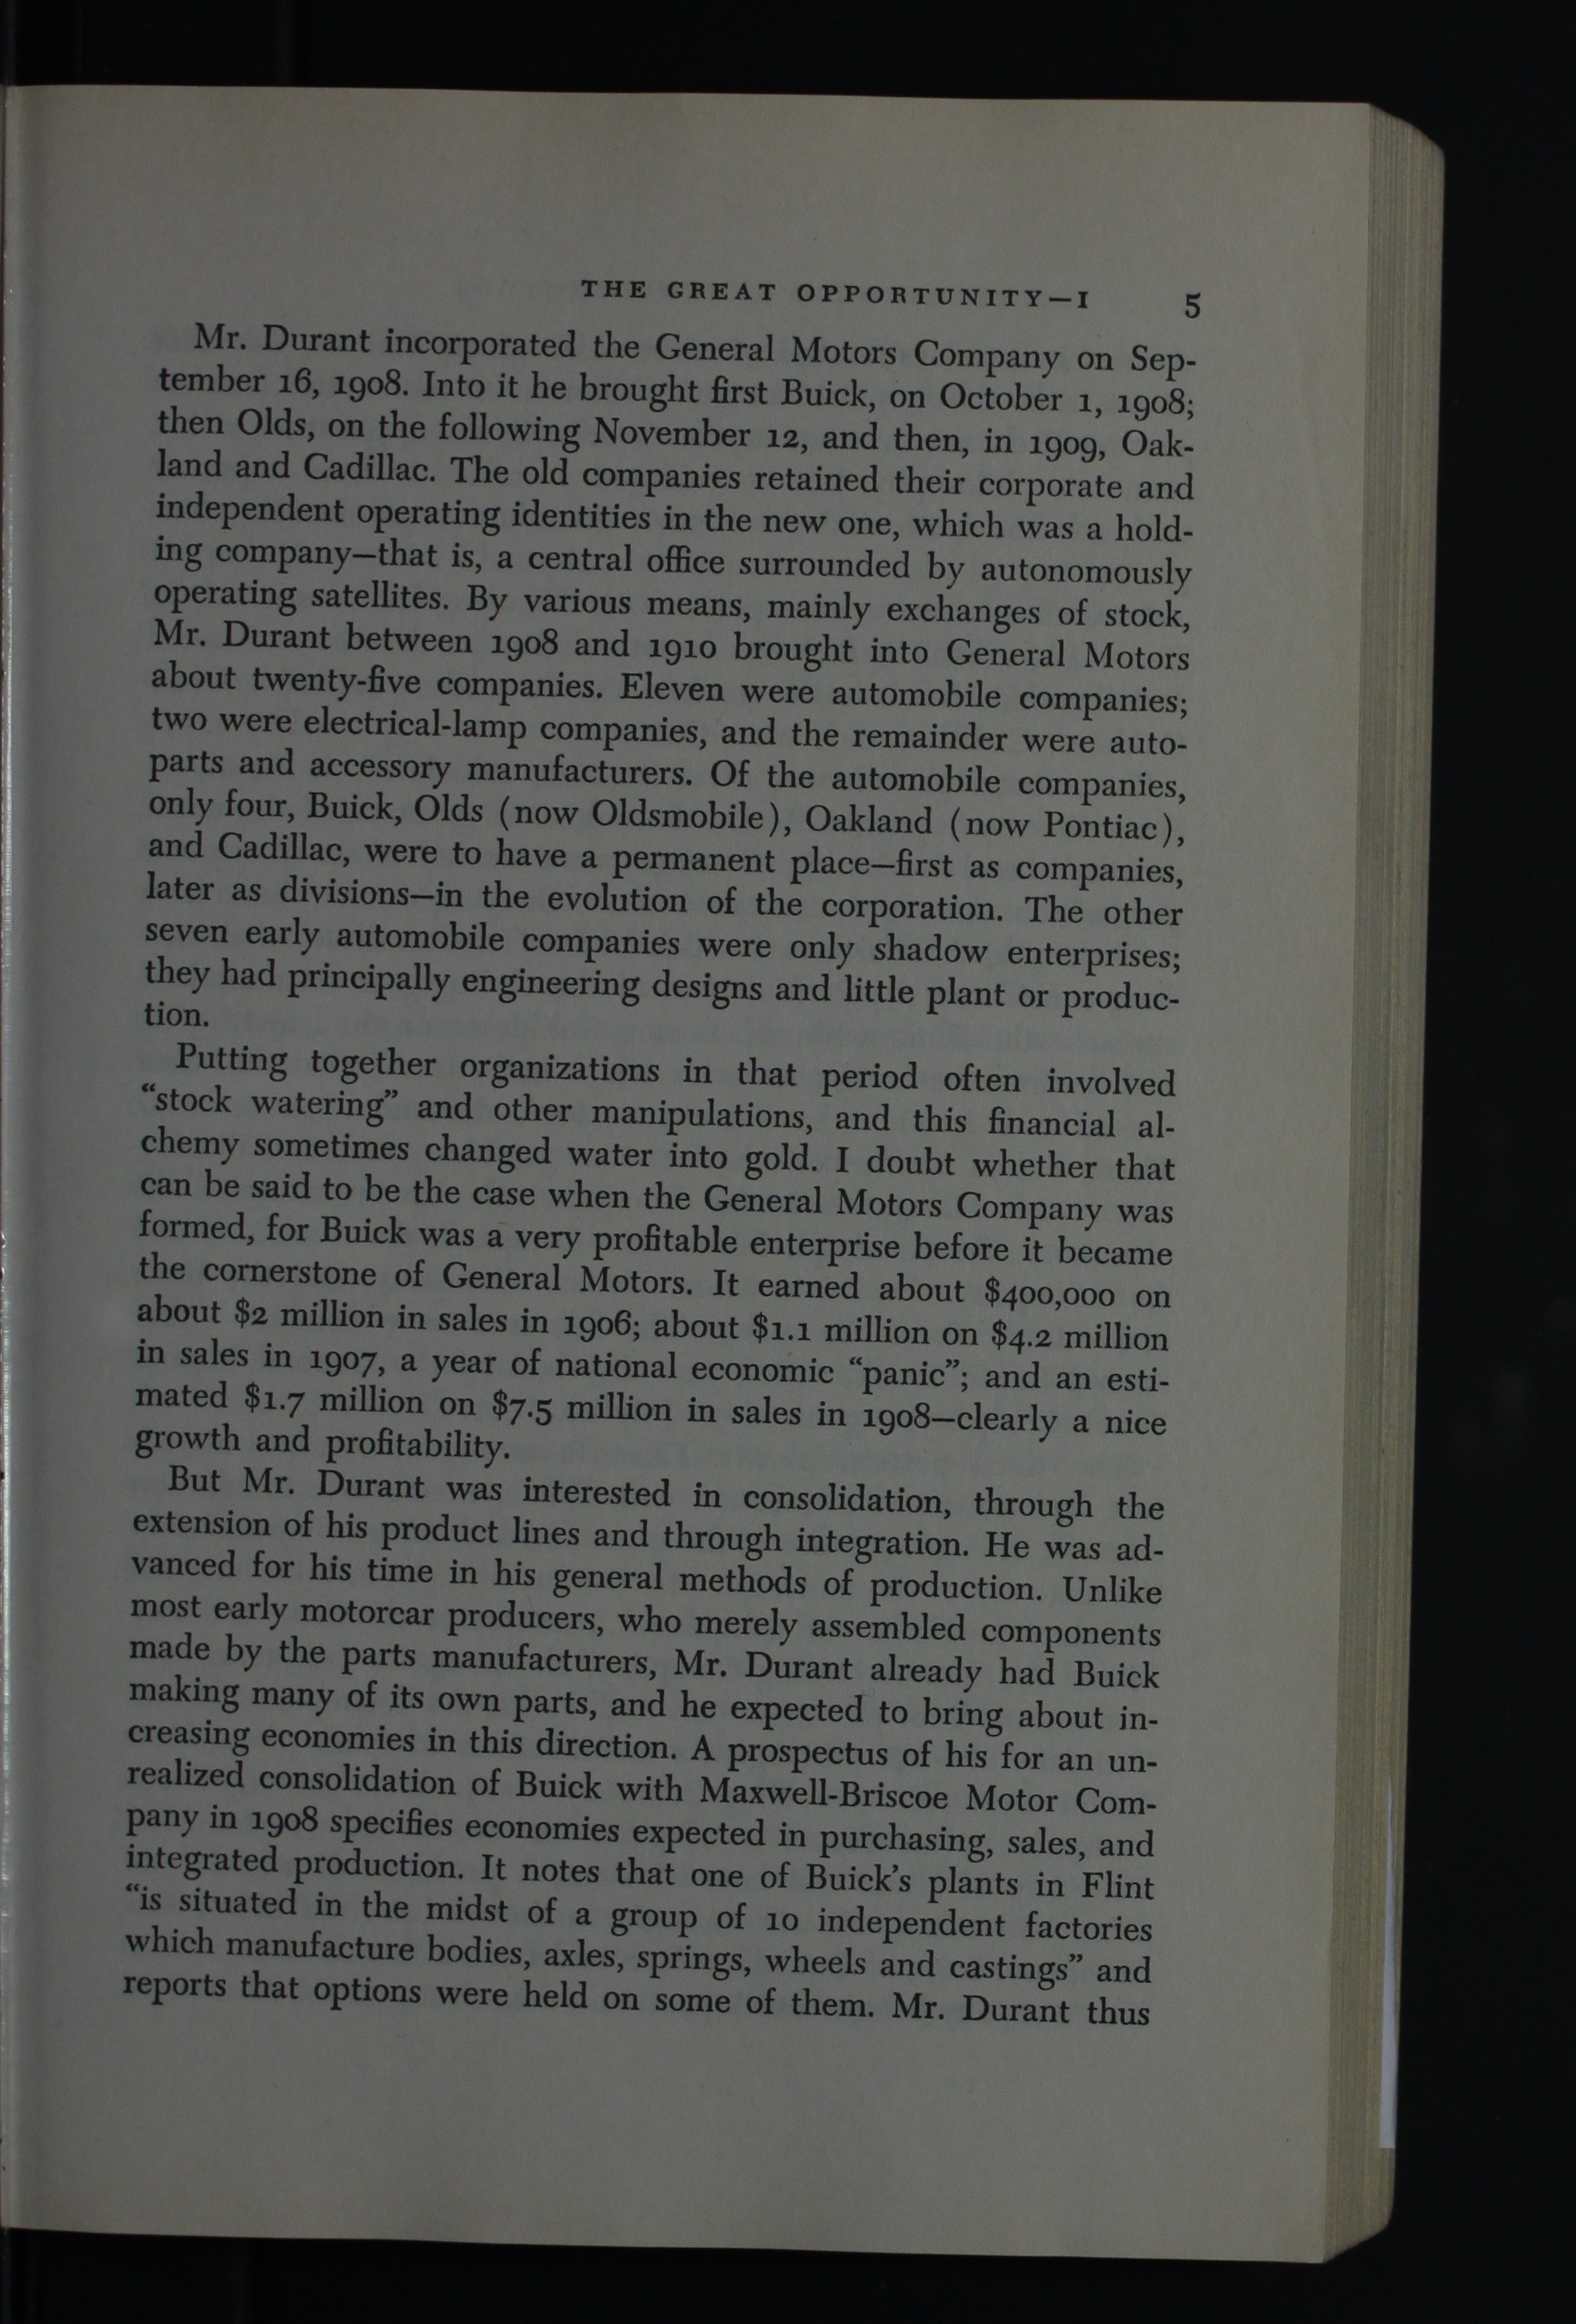 THE GREAT OPPORTUNITY—I 5
Mr. Durant incorporated the General Motors Company on Sep-
tember 16, 1908. Into it he brought first Buick, on October 1, 1908;
then Olds, on the following November 12, and then, in 1909, Oak-
land and Cadillac. The old companies retained their corporate and
independent operating identities in the new one, which was a hold-
ing company—that is, a central office surrounded by autonomously
operating satellites. By various means, mainly exchanges of stock,
Mr. Durant between 1908 and 1910 brought into General Motors
about twenty-five companies. Eleven were automobile companies;
two were electrical-lamp companies, and the remainder were auto-
parts and accessory manufacturers. Of the automobile companies,
only four, Buick, Olds (now Oldsmobile), Oakland (now Pontiac),
and Cadillac, were to have a permanent place—first as companies,
later as divisions—in the evolution of the corporation. The other
seven early automobile companies were only shadow enterprises;
they had principally engineering designs and little plant or produc-
tion.
Putting together organizations in that period often involved
“stock watering” and other manipulations, and this financial al-
chemy sometimes changed water into gold. I doubt whether that
can be said to be the case when the General Motors Company was
formed, for Buick was a very profitable enterprise before it became
the cornerstone of General Motors. It earned about $400,000 on
about $2 million in sales in 1906; about $1.1 million on $4.2 million
in sales in 1907, a year of national economic “panic”; and an esti-
mated $1.7 million on $7.5 million in sales in 1908—clearly a nice
growth and profitability.
But Mr. Durant was interested in consolidation, through the
extension of his product lines and through integration. He was ad-
vanced for his time in his general methods of production. Unlike
most early motorcar producers, who merely assembled components
made by the parts manufacturers, Mr. Durant already had Buick
making many of its own parts, and he expected to bring about in-
creasing economies in this direction. A prospectus of his for an un-
realized consolidation of Buick with Maxwell-Briscoe Motor Com-
pany in 1908 specifies economies expected in purchasing, sales, and
integrated production. It notes that one of Buick’s plants in Flint
“is situated in the midst of a group of 10 independent factories
which manufacture bodies, axles, springs, wheels and castings” and
reports that options were held on some of them. Mr. Durant thus